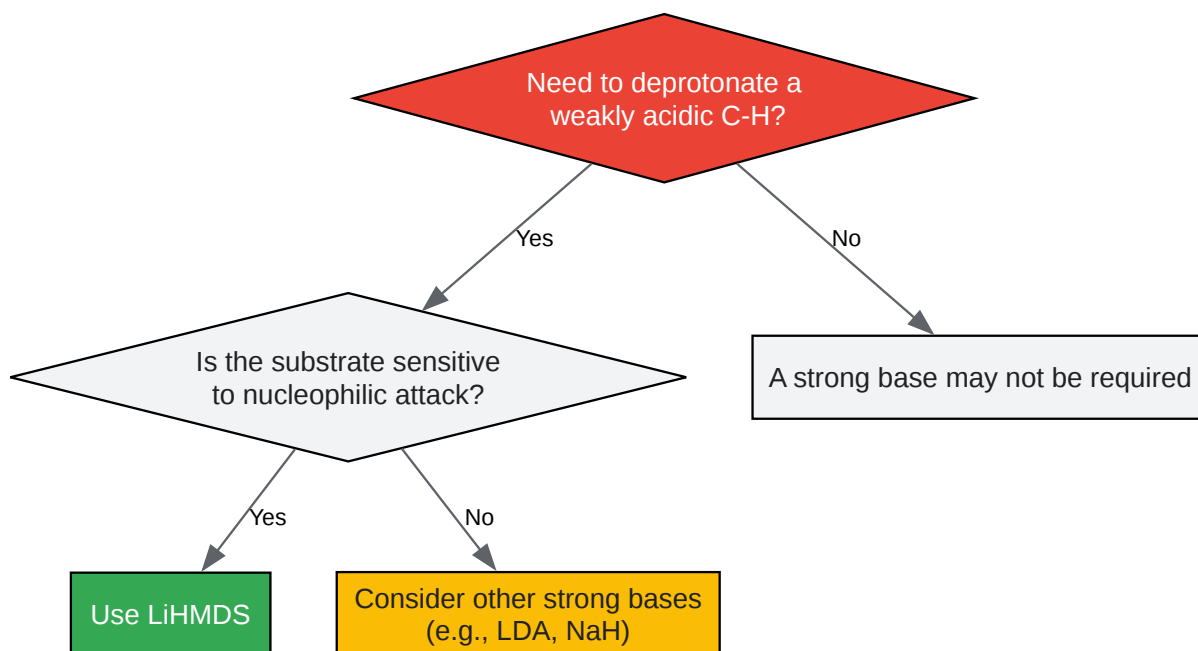 Need to deprotonate a
weakly acidic C-H?
Yes
No
Is the substrate sensitive
to nucleophilic attack?
A strong base may not be required
Yes
No
Use LiHMDS
Consider other strong bases
(e.g., LDA, NaH)